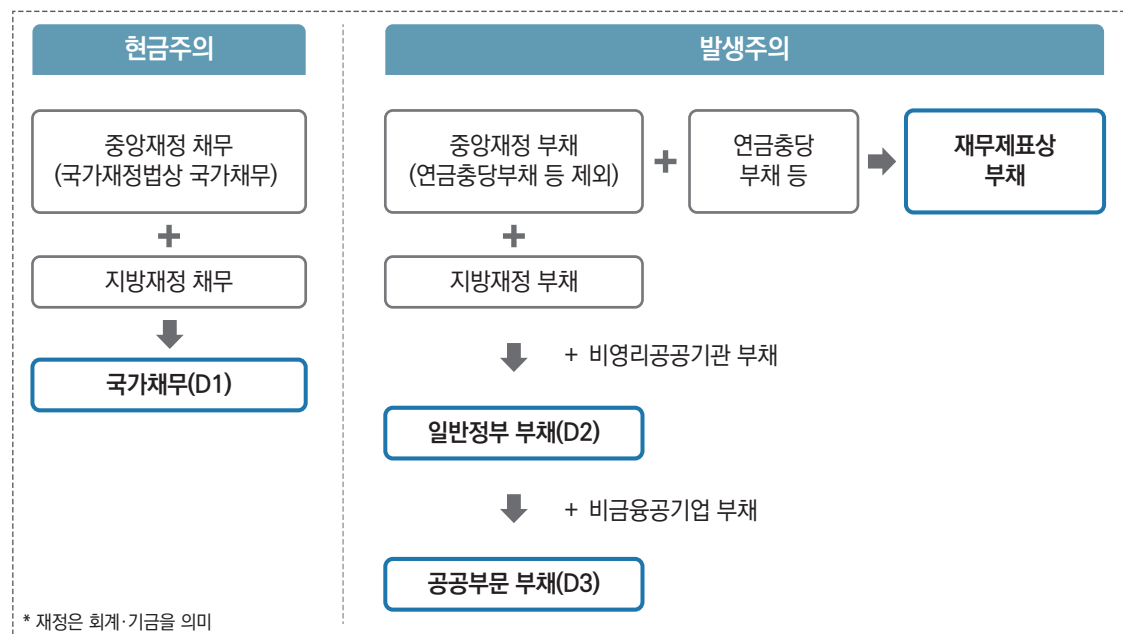 현금주의
발생주의
중앙재정 채무
(국가재정법상 국가채무)
+
지방재정 채무
국가채무(D1)
중앙재정 부채
(연금충당부채 등 제외)
+
연금충당
부채 등
재무제표상
부채
+
지방재정 부채
+ 비영리공공기관 부채
일반정부 부채(D2)
+ 비금융공기업 부채
공공부문 부채(D3)
* 재정은 회계·기금을 의미